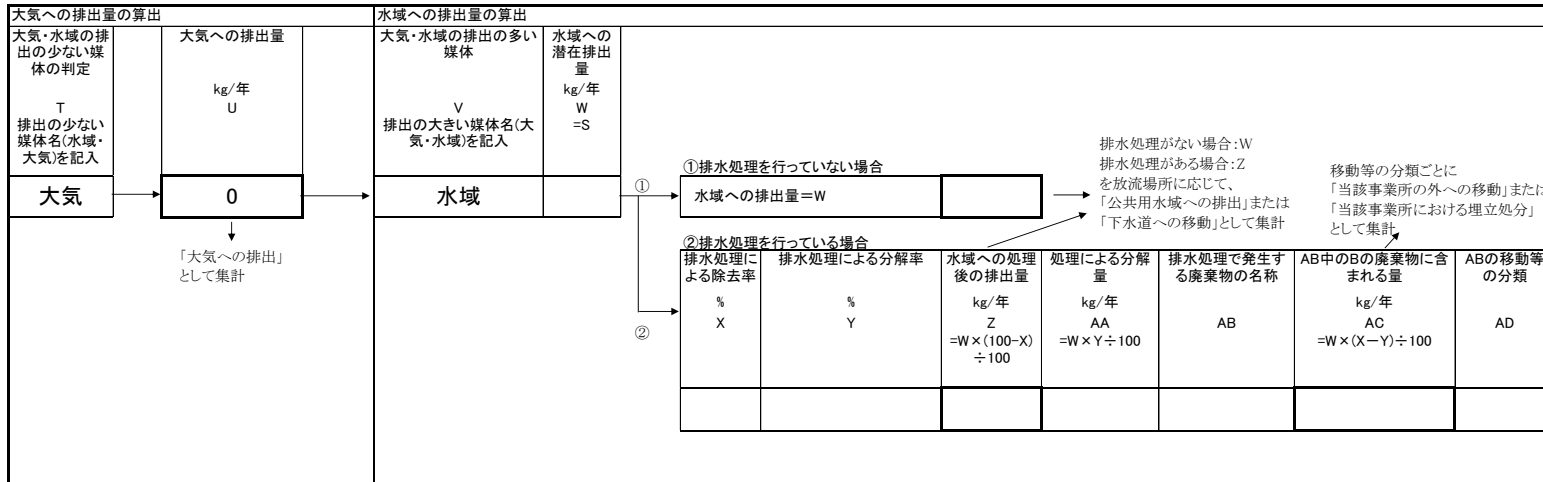 大気への排出量の算出
水域への排出量の算出
大気・水域の排
出の少ない媒
体の判定
T
排出の少ない
媒体名(水域・
大気)を記入
大気への排出量
kg/年
U
大気・水域の排出の多い
媒体
V
排出の大きい媒体名(大
気・水域)を記入
水域への
潜在排出
量
kg/年
W
=S
大気
0
水域
「大気への排出」
として集計
①
②
①排水処理を行っていない場合
水域への排出量＝W
排水処理がない場合：W
排水処理がある場合：Z
を放流場所に応じて、
「公共用水域への排出」または
「下水道への移動」として集計
移動等の分類ごとに
「当該事業所の外への移動」または
「当該事業所における埋立処分」
として集計
②排水処理を行っている場合
排水処理に
よる除去率
%
X
排水処理による分解率
%
Y
水域への処理
後の排出量
kg/年
Z
=W×(100-X)
÷100
処理による分解
量
kg/年
AA
=W×Y÷100
排水処理で発生す
る廃棄物の名称
AB
AB中のBの廃棄物に含
まれる量
kg/年
AC
=W×(X－Y)÷100
ABの移動等
の分類
AD